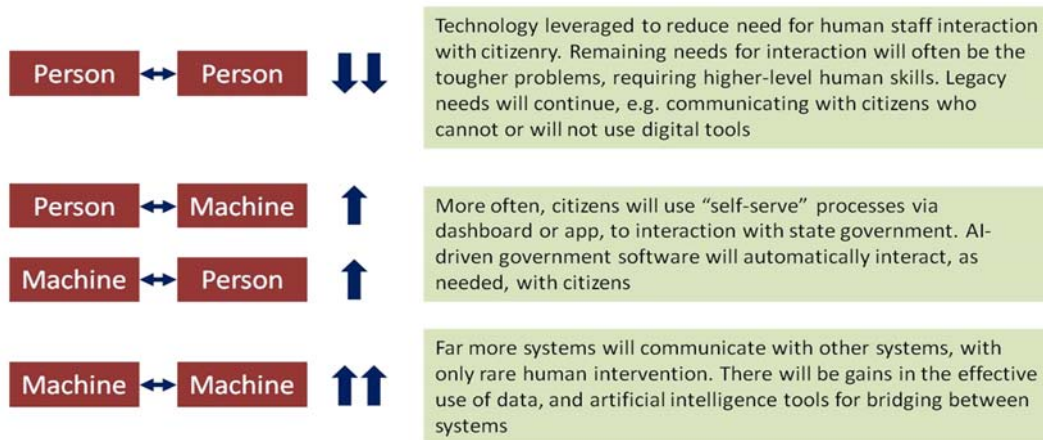 Technology leveraged to reduce need for human staff interaction
with citizenry. Remaining needs for interaction will often be the
tougher problems, requiring higher-level human skills. Legacy
needs will continue, e.g. communicating with citizens who
cannot or will not use digital tools
Person Person
Person Machine
Machine Person
More often, citizens will use “self-serve” processes via
dashboard or app, to interaction with state government. AI-
driven government software will automatically interact, as
needed, with citizens
Machine Machine
Far more systems will communicate with other systems, with
only rare human intervention. There will be gains in the effective
use of data, and artificial intelligence tools for bridging between
systems